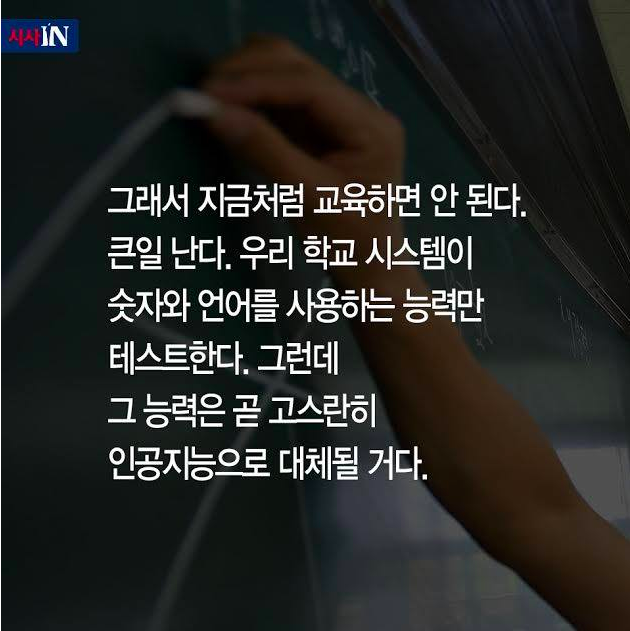 시사IN
그래서 지금처럼 교육하면 안 된다.
큰일 난다. 우리 학교 시스템이
숫자와 언어를 사용하는 능력만
테스트한다. 그런데
그 능력은 곧 고스란히
인공지능으로 대체될 거다.